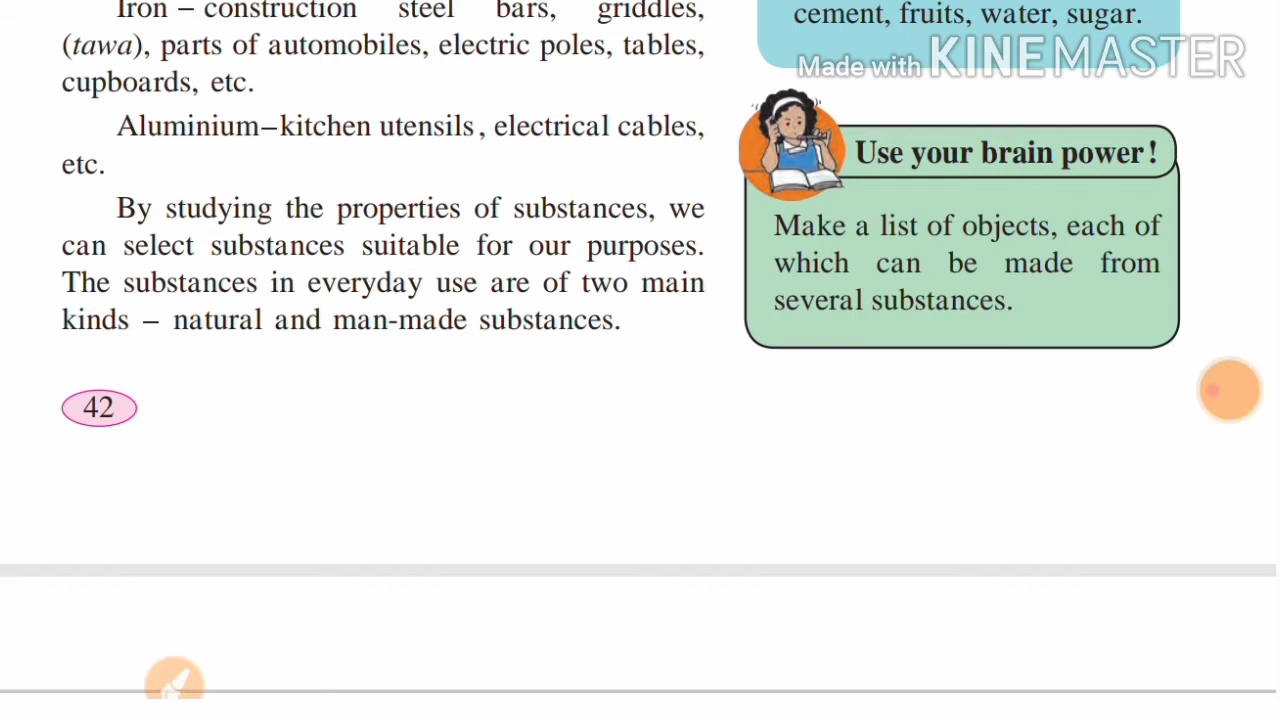 Iron – construction steel bars, griddles,
(tawa), parts of automobiles, electric poles, tables,
cupboards, etc.
Aluminium–kitchen utensils, electrical cables,
etc.
By studying the properties of substances, we
can select substances suitable for our purposes.
The substances in everyday use are of two main
kinds – natural and man-made substances.
42
cement, fruits, water, sugar.
Made with KINEMASTER
Use your brain power!
Make a list of objects, each of
which can be made from
several substances.